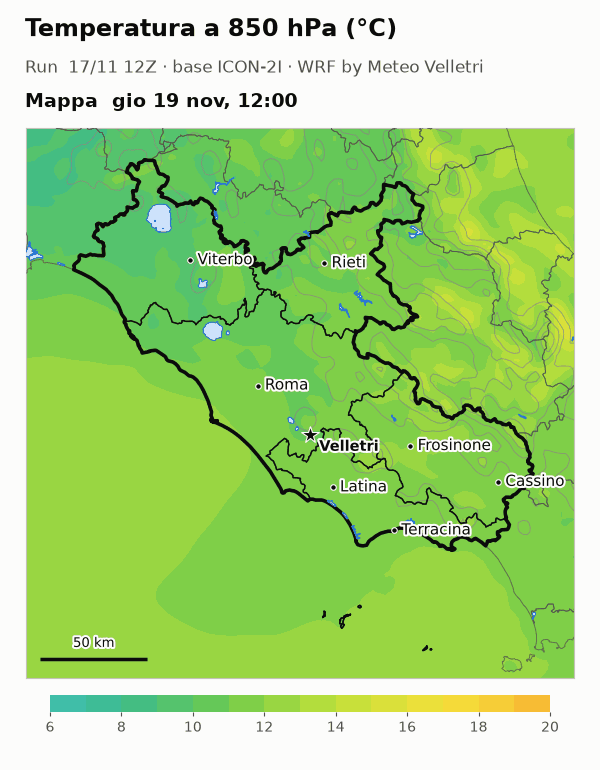 Temperatura a 850 hPa (°C)
Run 17/11 12Z · base ICON-2I · WRF by Meteo Velletri
Mappa gio 19 nov, 12:00
Viterbo
Rieti
Roma
Velletri
Frosinone
Cassino
Latina
Terracina
50 km
6 8 10 12 14 16 18 20